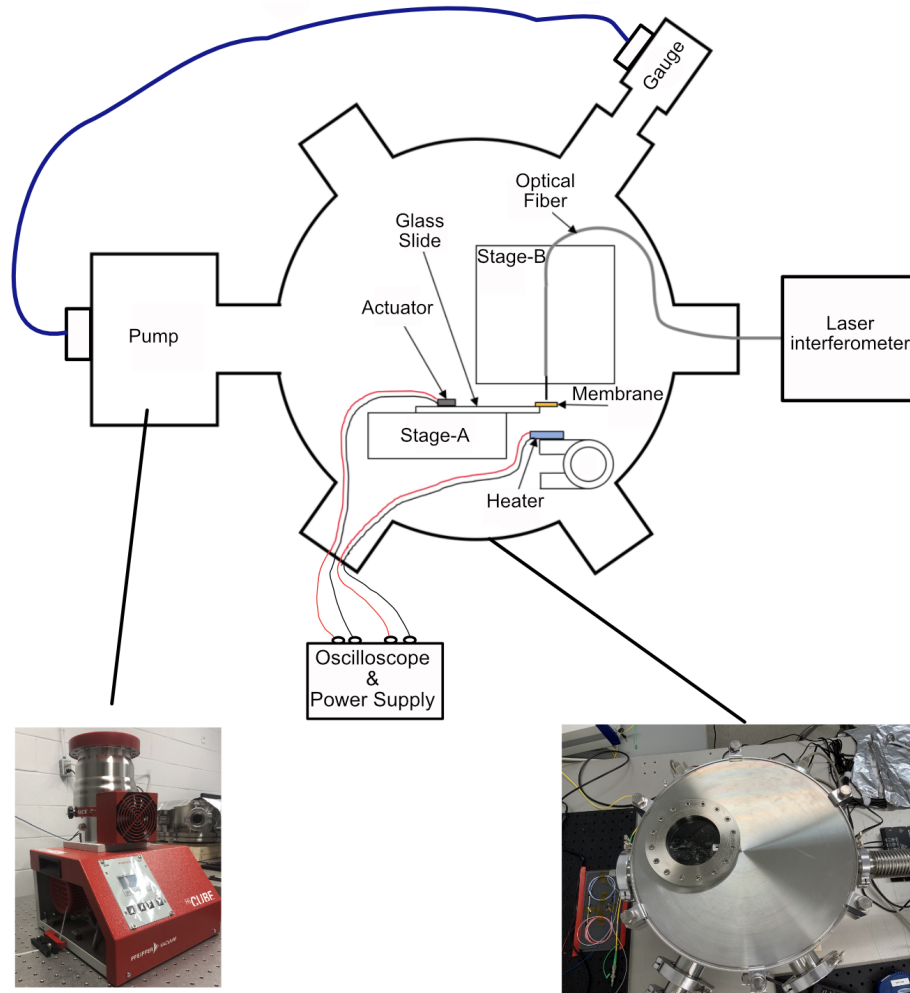 Gauge
Optical
Fiber
Glass
Slide
Stage-B
Actuator
Pump
Laser
interferometer
Membrane
Stage-A
Heater
Oscilloscope
&
Power Supply
HiCUBE
PFEIFFER VACUUM